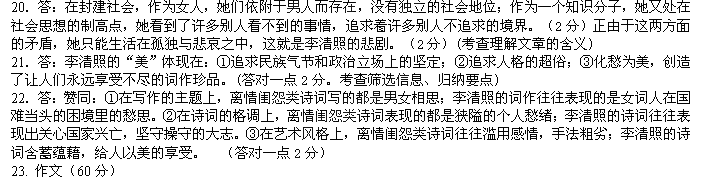 20. 答：在封建社会，作为女人，她们依附于男人而存在，没有独立的社会地位；作为一个知识分子，她又处在
社会思想的制高点，她看到了许多别人看不到的事情，追求着许多别人不追求的境界。（2 分）正由于这两方面
的矛盾，她只能生活在孤独与悲哀之中，这就是李清照的悲剧。（2 分）(考查理解文章的含义)
21. 答：李清照的“美”体现在：①追求民族气节和政治立场上的坚定；②追求人格的超俗；③化愁为美，创造
了让人们永远享受不尽的词作珍品。(答对一点 2 分。考查筛选信息、归纳要点)
22. 答：赞同：①在写作的主题上，离情闺怨类诗词写的都是男女相思；李清照的词作往往表现的是女词人在国
难当头的困境里的愁思。②在诗词的格调上，离情闺怨类诗词表现的都是狭隘的个人愁绪；李清照的诗词往往表
现出关心国家兴亡，坚守操守的大志。③在艺术风格上，离情闺怨类诗词往往滥用感情，手法粗劣；李清照的诗
词含蓄蕴藉，给人以美的享受。 （答对一点 2 分）
23. 作文（60 分）